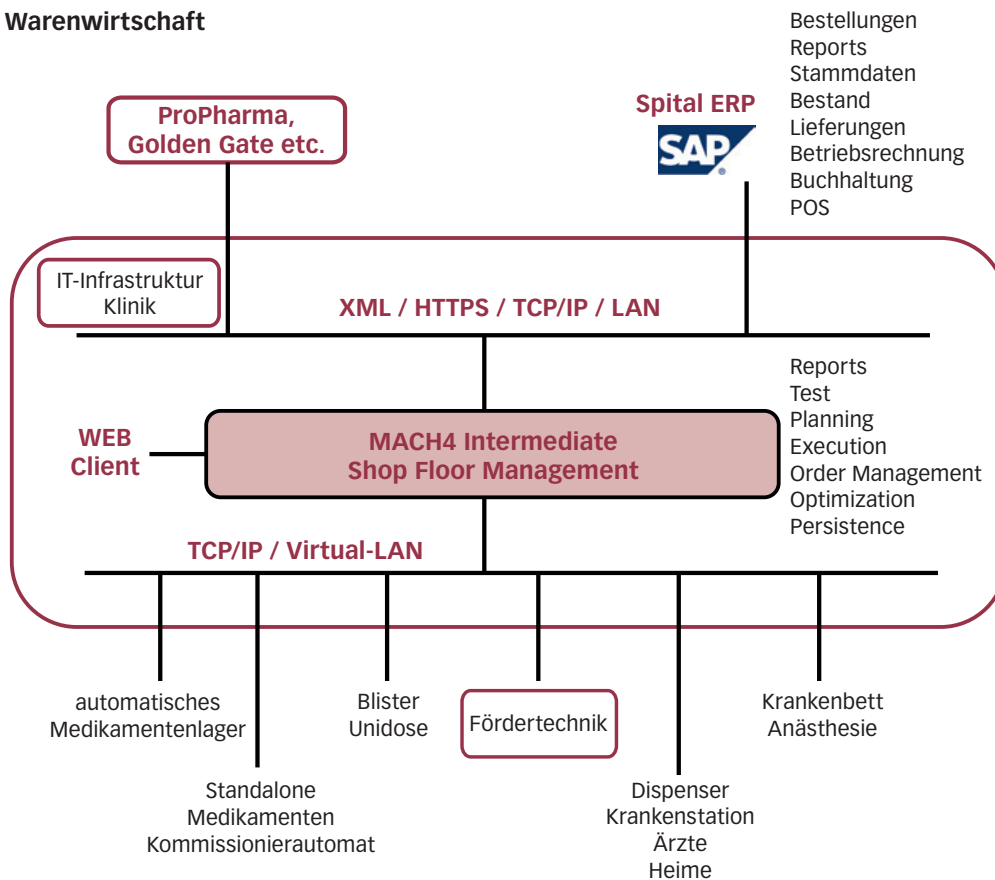 Warenwirtschaft
ProPharma,
Golden Gate etc.
Spital ERP
SAP
®
Bestellungen
Reports
Stammdaten
Bestand
Lieferungen
Betriebsrechnung
Buchhaltung
POS
IT-Infrastruktur
Klinik
XML / HTTPS / TCP/IP / LAN
WEB
Client
MACH4 Intermediate
Shop Floor Management
Reports
Test
Planning
Execution
Order Management
Optimization
Persistence
TCP/IP / Virtual-LAN
automatisches
Medikamentenlager
Standalone
Medikamenten
Kommissionierautomat
Blister
Unidose
Fördertechnik
Dispenser
Krankenstation
Ärzte
Heime
Krankenbett
Anästhesie